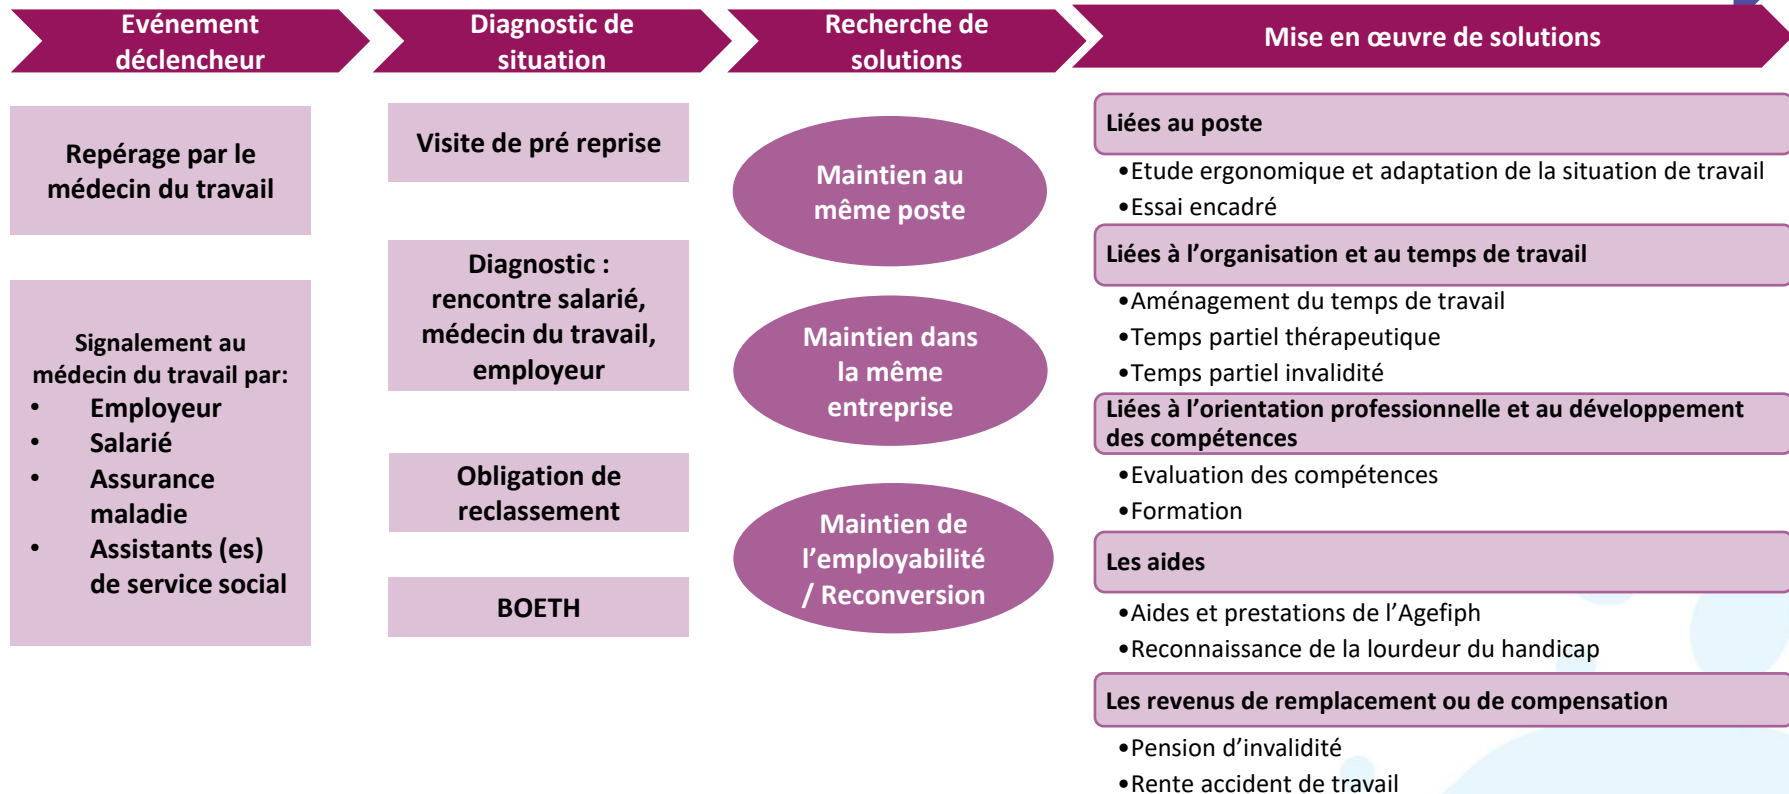 Evénement
déclencheur
Diagnostic de
situation
Recherche de
solutions
Mise en œuvre de solutions
Repérage par le
médecin du travail
Signalement au
médecin du travail par:
• Employeur
• Salarié
• Assurance
maladie
• Assistants (es)
de service social
Visite de pré reprise
Diagnostic :
rencontre salarié,
médecin du travail,
employeur
Obligation de
reclassement
BOETH
Maintien au
même poste
Maintien dans
la même
entreprise
Maintien de
l’employabilité
/ Reconversion
Liées au poste
•Etude ergonomique et adaptation de la situation de travail
•Essai encadré
Liées à l’organisation et au temps de travail
•Aménagement du temps de travail
•Temps partiel thérapeutique
•Temps partiel invalidité
Liées à l’orientation professionnelle et au développement
des compétences
•Evaluation des compétences
•Formation
Les aides
•Aides et prestations de l’Agefiph
•Reconnaissance de la lourdeur du handicap
Les revenus de remplacement ou de compensation
•Pension d’invalidité
•Rente accident de travail